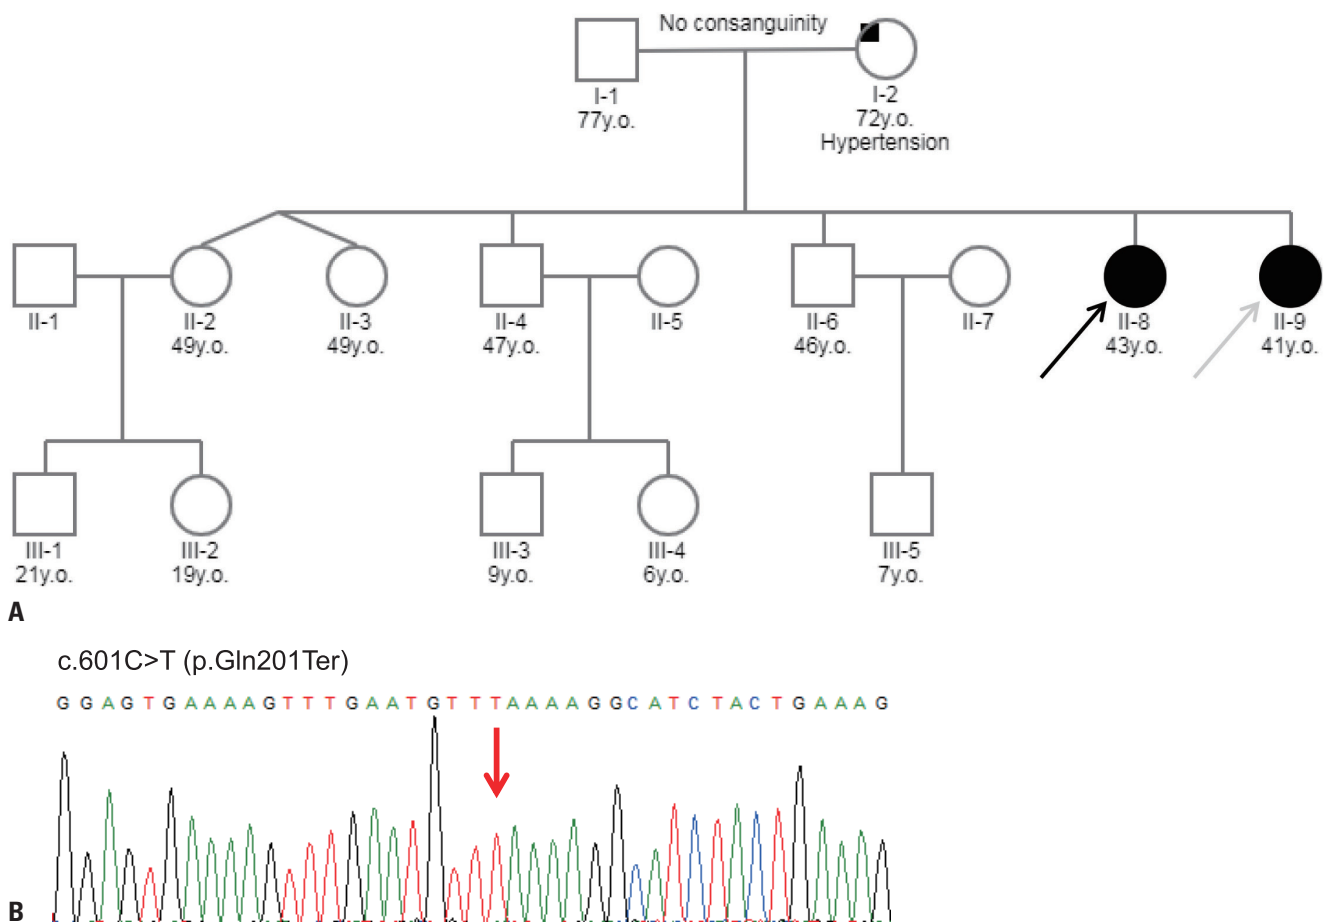 No consanguinity
I-1
77y.o.
I-2
72y.o.
Hypertension
II-1
II-2
49y.o.
II-3
49y.o.
II-4
47y.o.
II-5
II-6
46y.o.
II-7
II-8
43y.o.
II-9
41y.o.
III-1
21y.o.
III-2
19y.o.
III-3
9y.o.
III-4
6y.o.
III-5
7y.o.
A
c.601C>T (p.Gln201Ter)
G G A G T G A A A A G T T T G A A T G T T T A A A A G G C A T C T A C T G A A A G
B